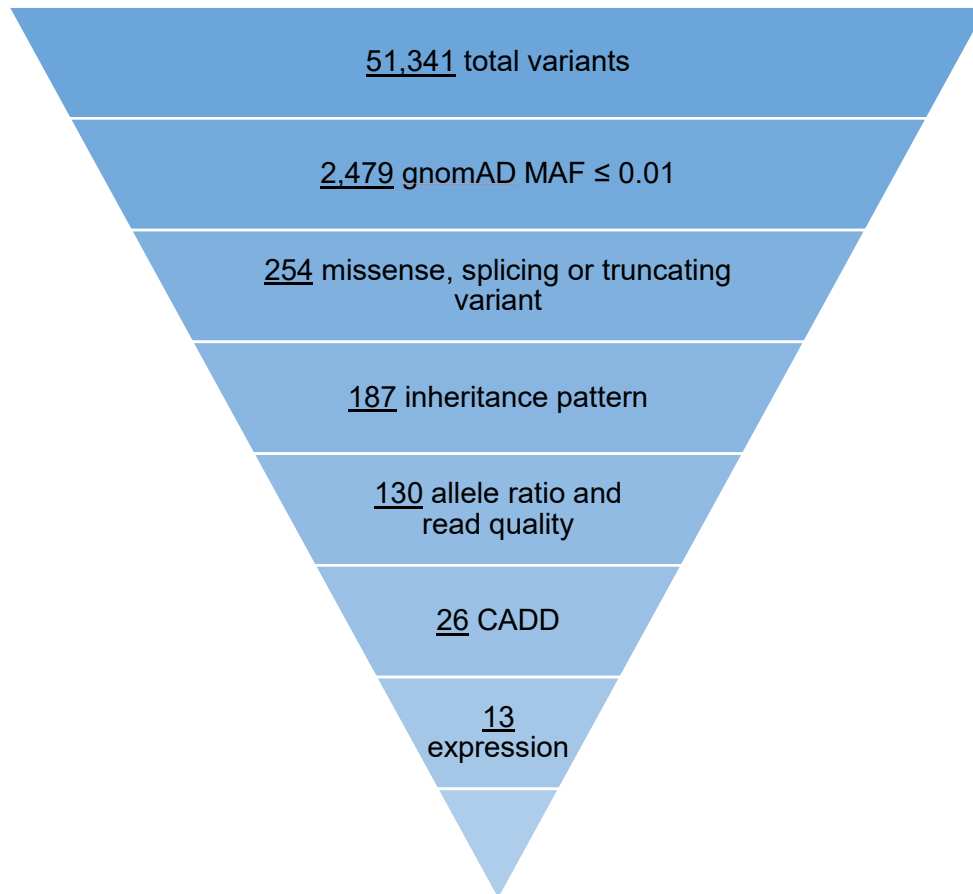 51,341 total variants
2,479 gnomAD MAF ≤ 0.01
254 missense, splicing or truncating
variant
187 inheritance pattern
130 allele ratio and
read quality
26 CADD
13
expression